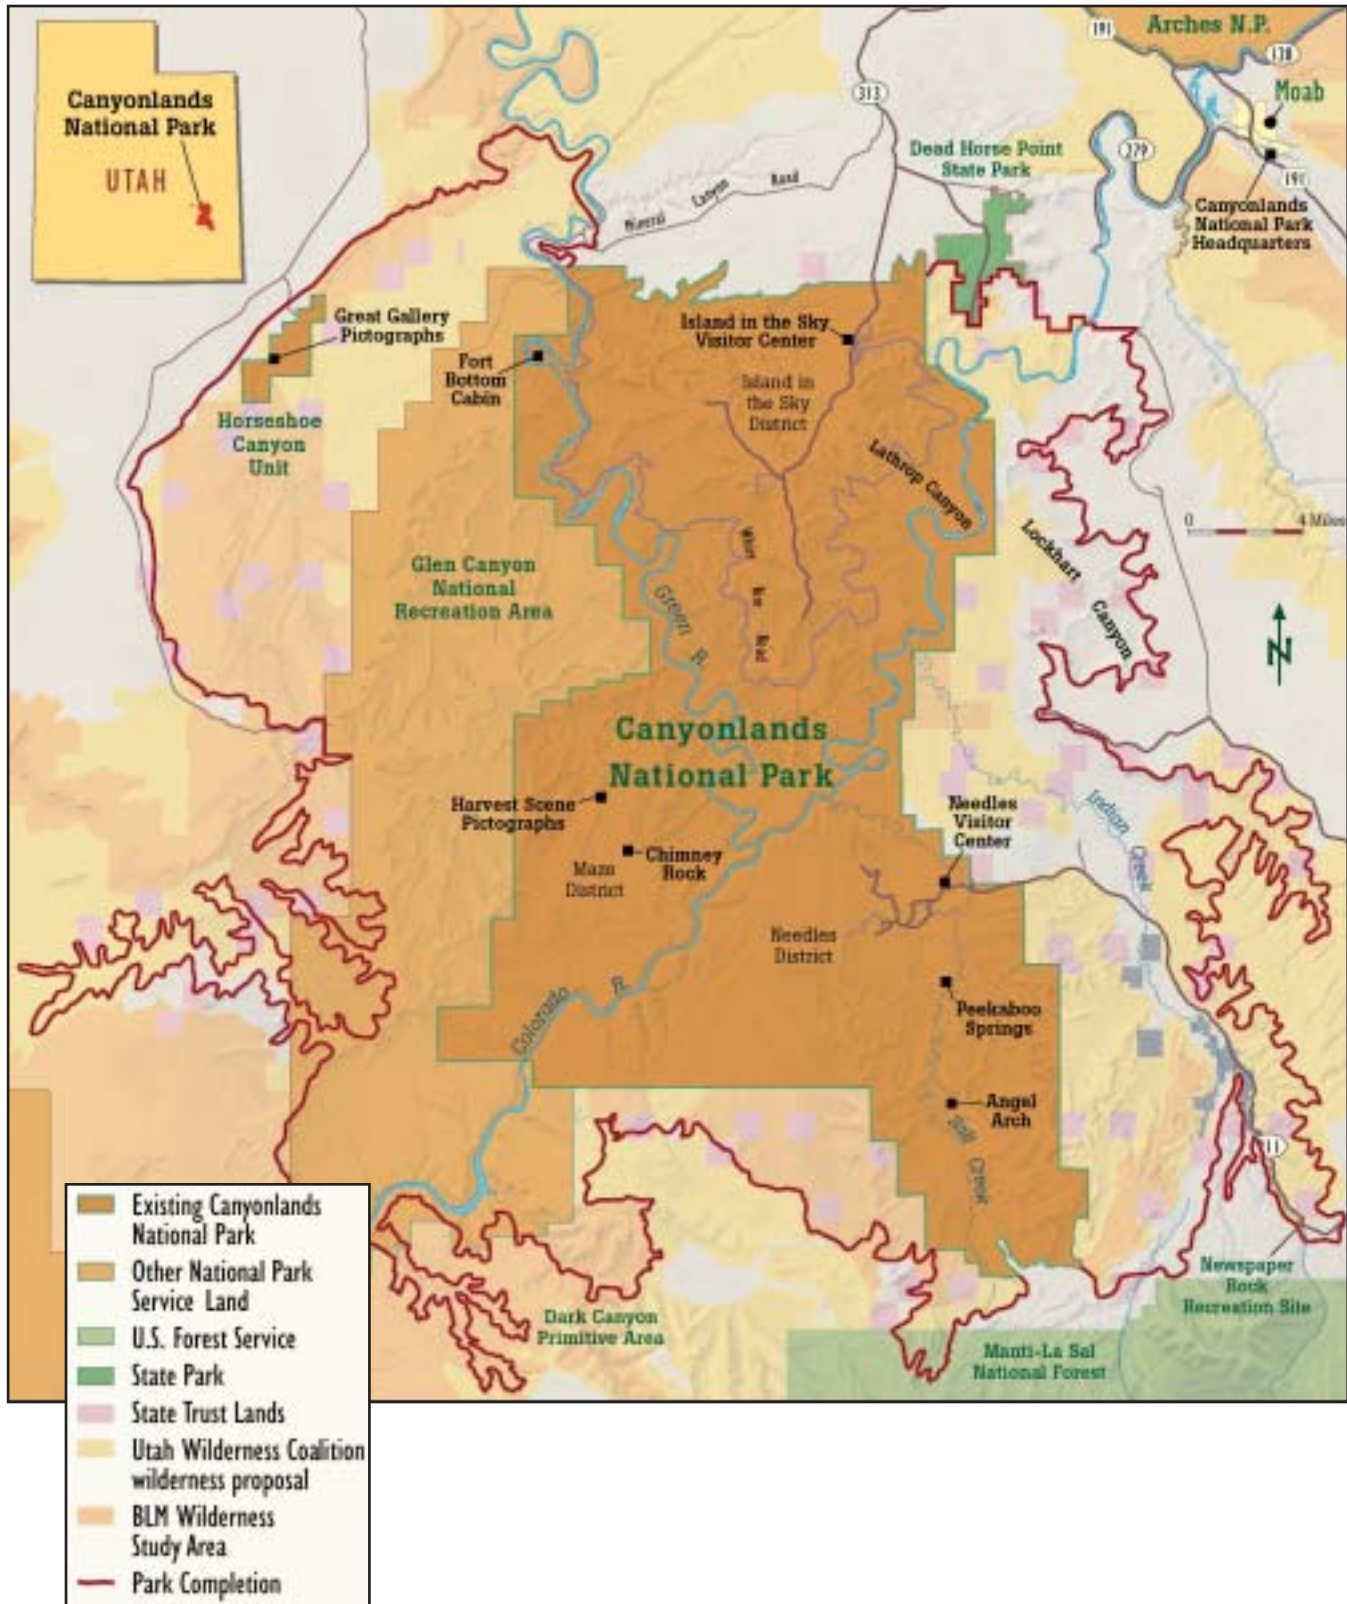 Canyonlands
National Park
UTAH
191
Arches N.P.
128
Moab
313
Dead Horse Point
State Park
279
191
Canyonlands
National Park
Headquarters
Mineral Canyon Road
Great Gallery
Pictographs
Fort
Bottom
Cabin
Island in the Sky
Visitor Center
Island in
the Sky
District
Horseshoe
Canyon
Unit
Lathrop Canyon
0 4 Miles
Lockhart
Canyon
Glen Canyon
National
Recreation Area
Green R.
White Rim Road
N
Canyonlands
National Park
Harvest Scene
Pictographs
Chimney
Rock
Maze
District
Needles
Visitor
Center
Indian Creek
Needles
District
Colorado R.
Peekaboo
Springs
Angel
Arch
Salt Creek
Newspaper
Rock
Recreation Site
Dark Canyon
Primitive Area
Manti-La Sal
National Forest
Existing Canyonlands
National Park
Other National Park
Service Land
U.S. Forest Service
State Park
State Trust Lands
Utah Wilderness Coalition
wilderness proposal
BLM Wilderness
Study Area
Park Completion